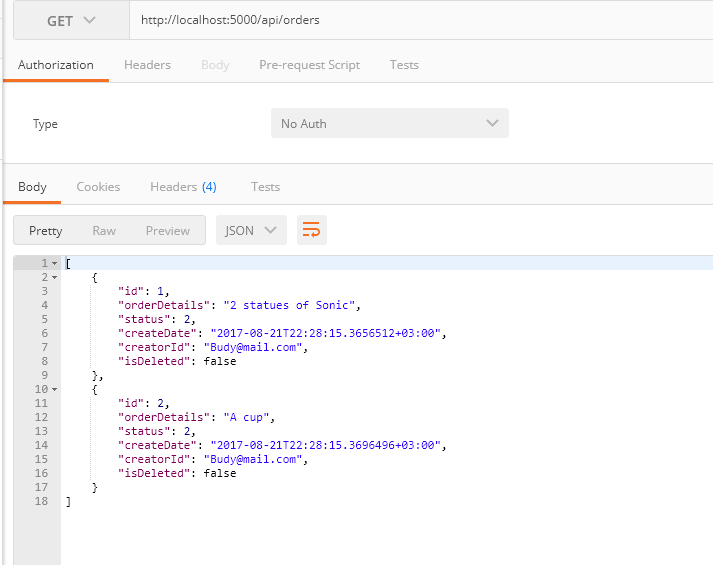 GET http://localhost:5000/api/orders
Authorization Headers Body Pre-request Script Tests
Type No Auth
Body Cookies Headers (4) Tests
Pretty Raw Preview JSON
1 [
2 {
3 "id": 1,
4 "orderDetails": "2 statues of Sonic",
5 "status": 2,
6 "createDate": "2017-08-21T22:28:15.3656512+03:00",
7 "creatorId": "Budy@mail.com",
8 "isDeleted": false
9 },
10 {
11 "id": 2,
12 "orderDetails": "A cup",
13 "status": 2,
14 "createDate": "2017-08-21T22:28:15.3696496+03:00",
15 "creatorId": "Budy@mail.com",
16 "isDeleted": false
17 }
18 ]